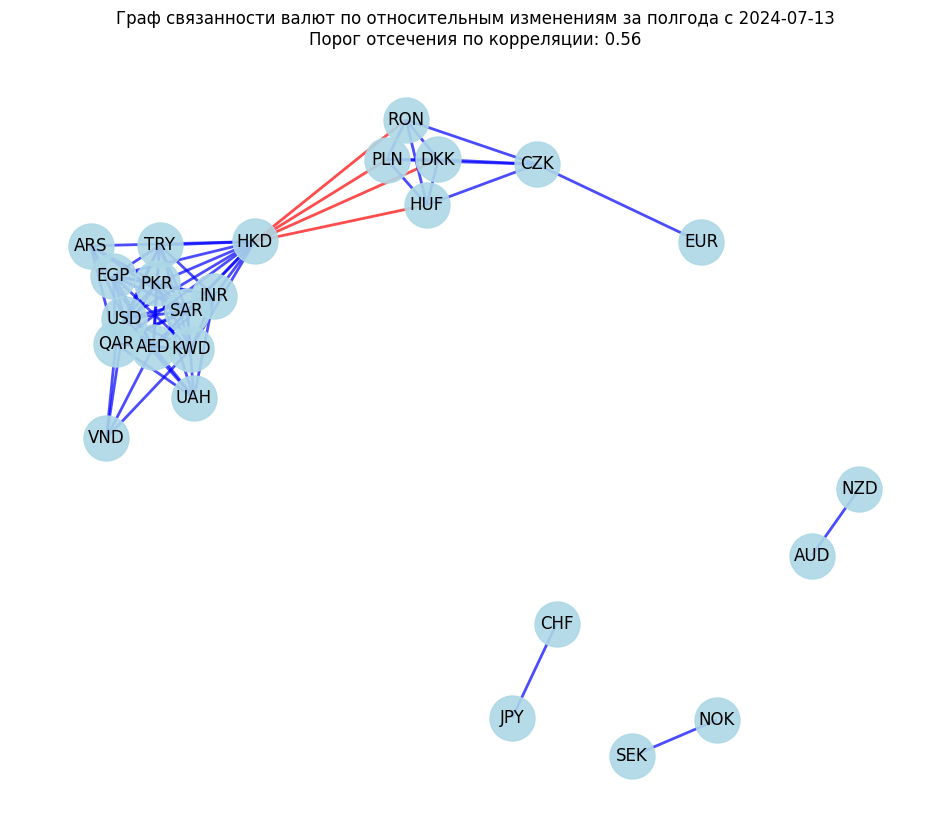 Граф связанности валют по относительным изменениям за полгода с 2024-07-13
Порог отсечения по корреляции: 0.56
RON
PLN
DKK
CZK
HUF
HKD
EUR
ARS
TRY
EGP
PKR
INR
SAR
USD
QAR
AED
KWD
UAH
VND
NZD
AUD
CHF
JPY
NOK
SEK